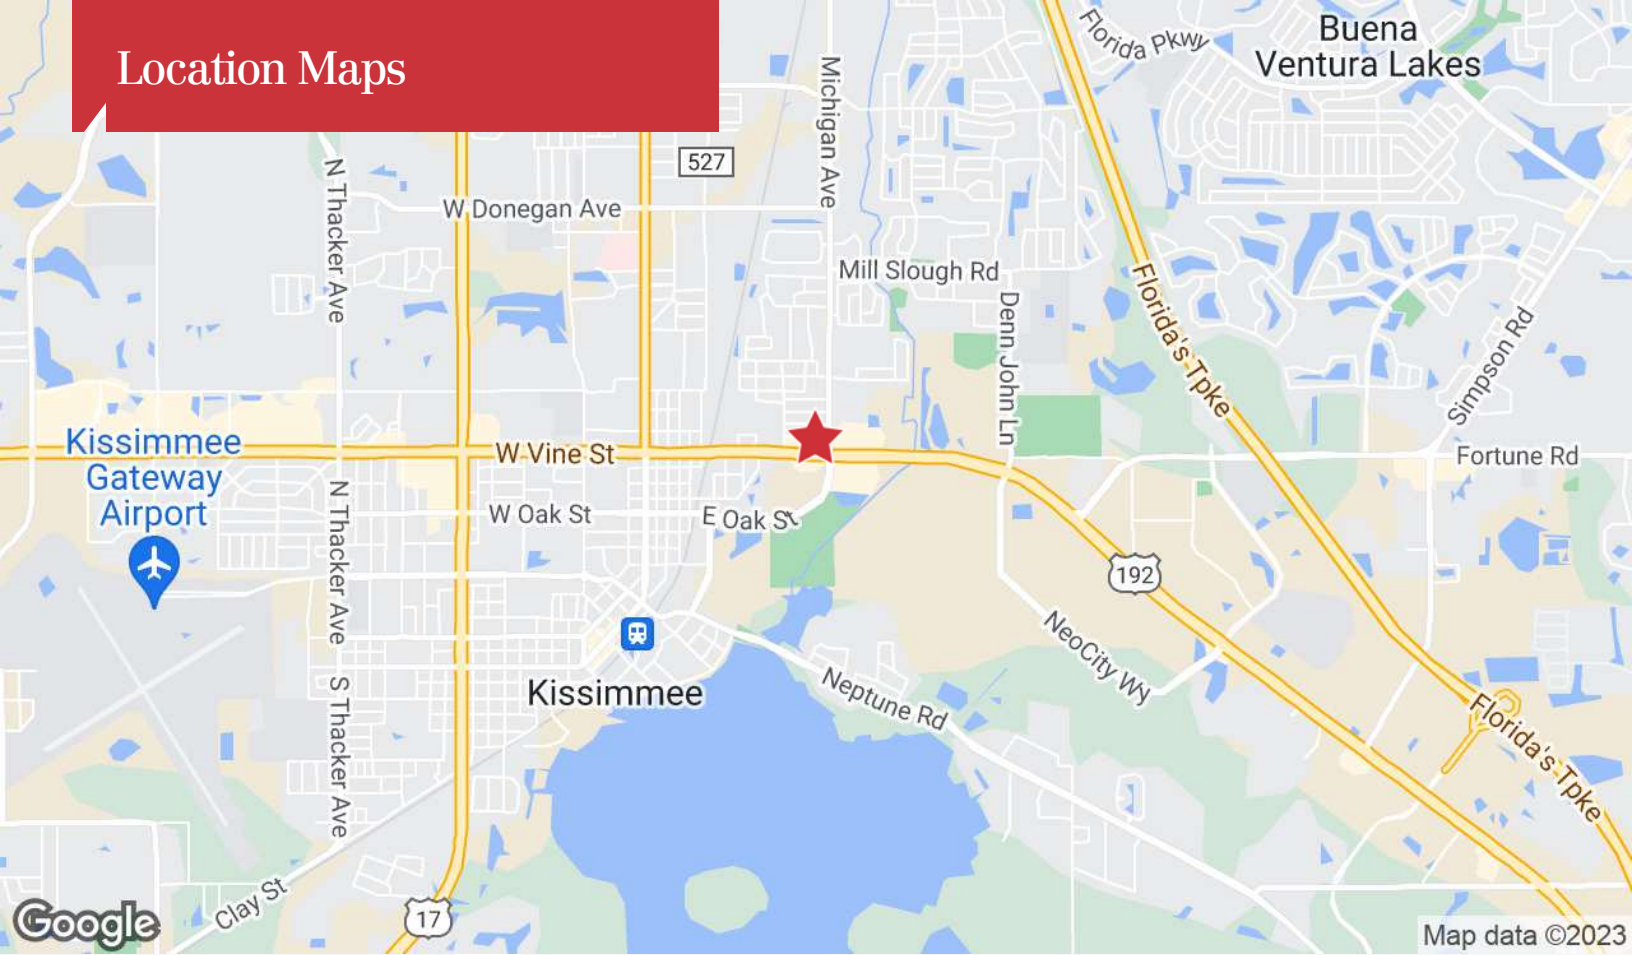 Location Maps
Buena
Ventura Lakes
Florida Pkwy
Michigan Ave
527
N Thacker Ave
W Donegan Ave
Mill Slough Rd
Florida's Tpke
Denn John Ln
Simpson Rd
Kissimmee
Gateway
Airport
W Vine St
Fortune Rd
N Thacker Ave
W Oak St
E Oak St
192
NeoCity Wy
Kissimmee
Neptune Rd
S Thacker Ave
Florida's Tpke
Clay St
17
Google
Map data ©2023